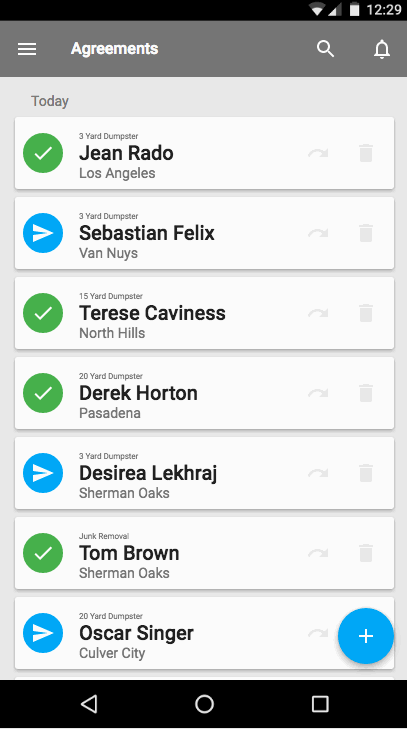 12:29
Agreements
Today
3 Yard Dumpster
Jean Rado
Los Angeles
3 Yard Dumpster
Sebastian Felix
Van Nuys
15 Yard Dumpster
Terese Caviness
North Hills
20 Yard Dumpster
Derek Horton
Pasadena
3 Yard Dumpster
Desirea Lekhraj
Sherman Oaks
Junk Removal
Tom Brown
Sherman Oaks
20 Yard Dumpster
Oscar Singer
Culver City